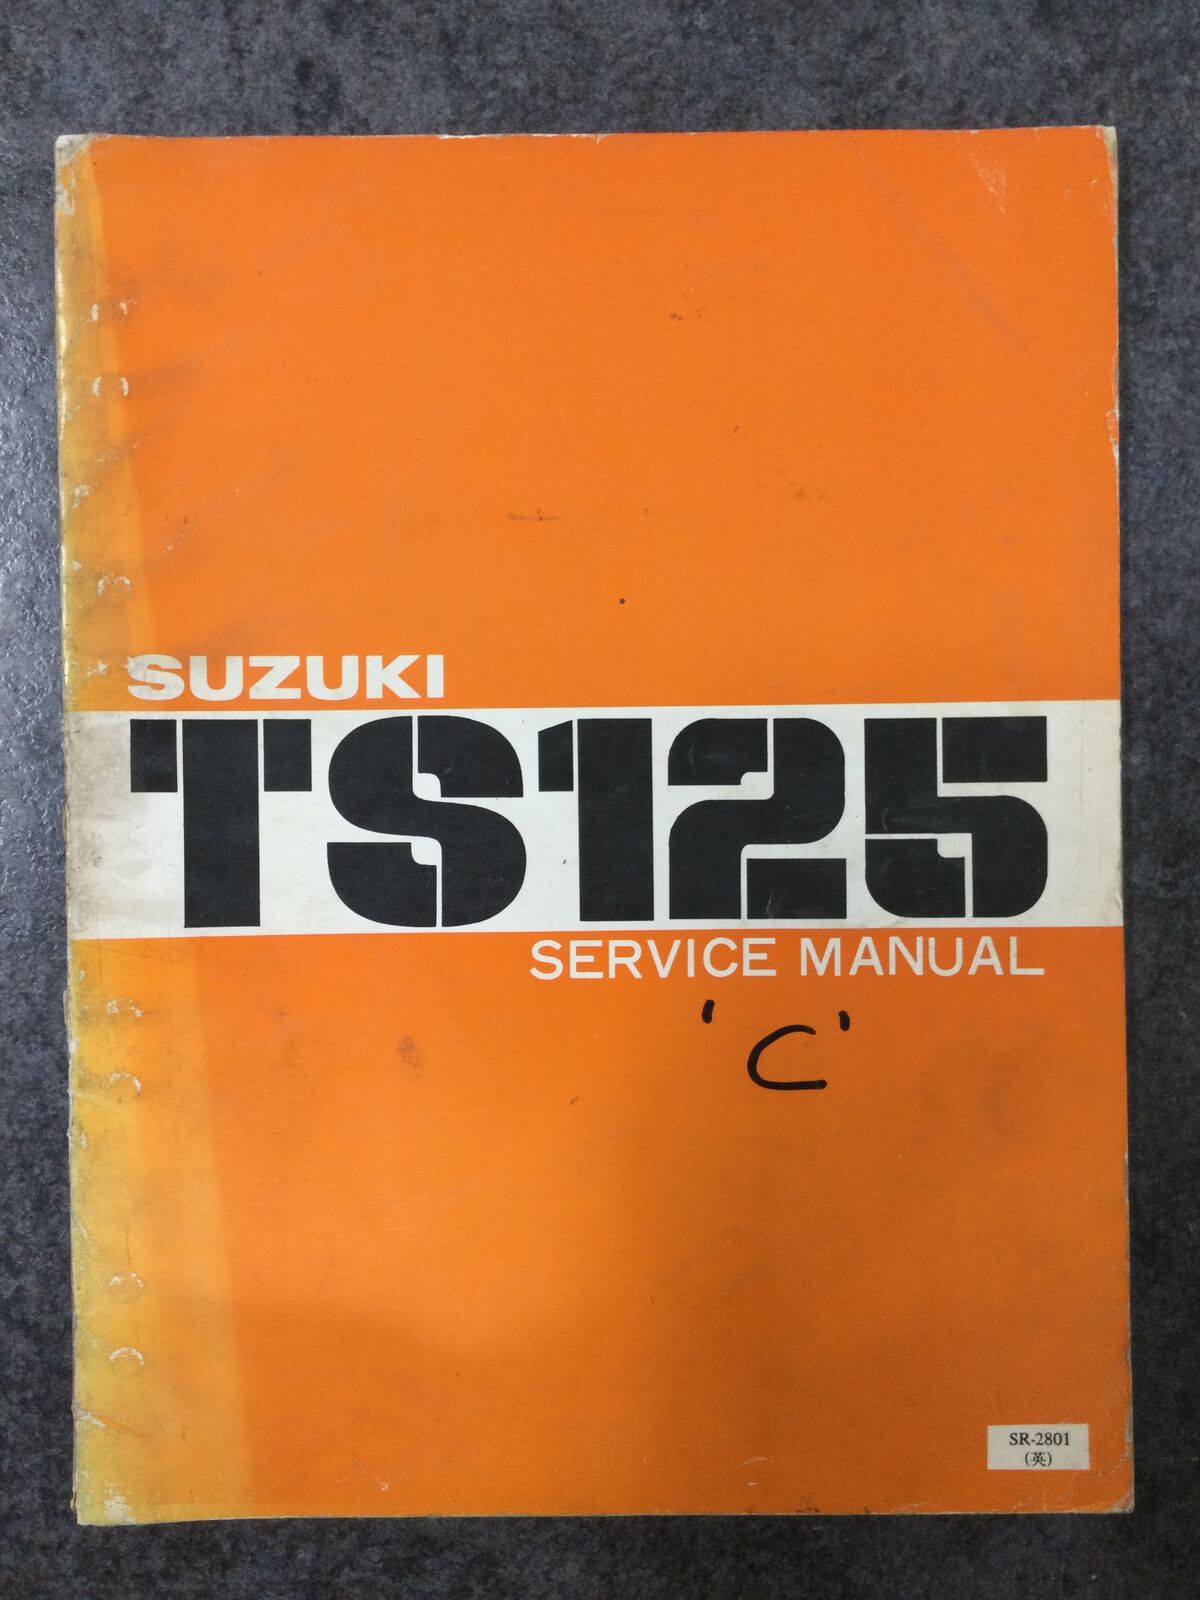 SUZUKI
TS125
SERVICE MANUAL
'C'
SR-2801
(英)